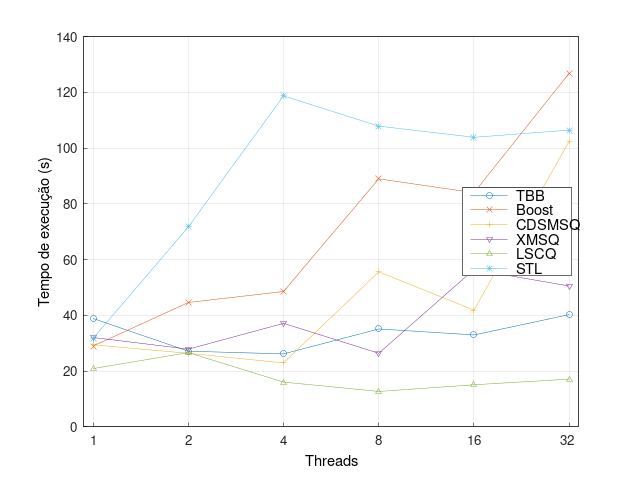 140
120
100
80
60
40
20
0
Tempo de execução (s)
TBB
Boost
CDSMSQ
XMSQ
LSCQ
STL
1 2 4 8 16 32
Threads